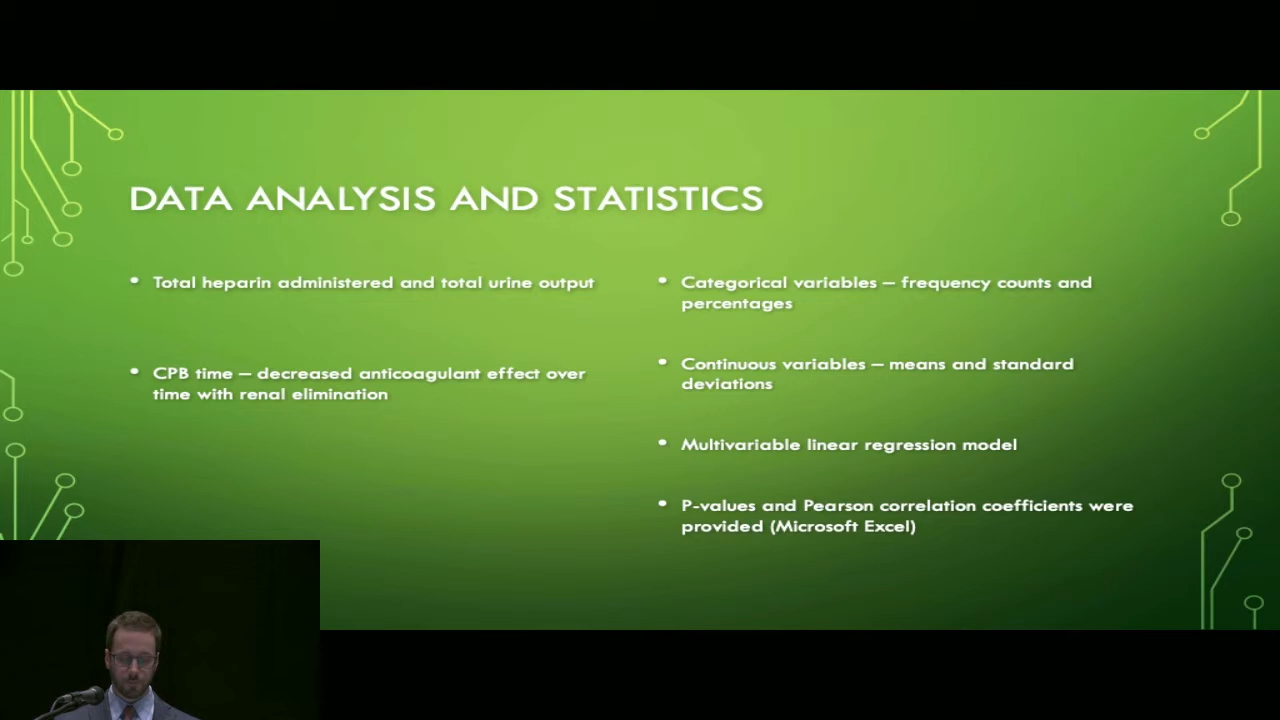 DATA ANALYSIS AND STATISTICS
• Total heparin administered and total urine output
• CPB time – decreased anticoagulant effect over
time with renal elimination
• Categorical variables – frequency counts and
percentages
• Continuous variables – means and standard
deviations
• Multivariable linear regression model
• P-values and Pearson correlation coefficients were
provided (Microsoft Excel)